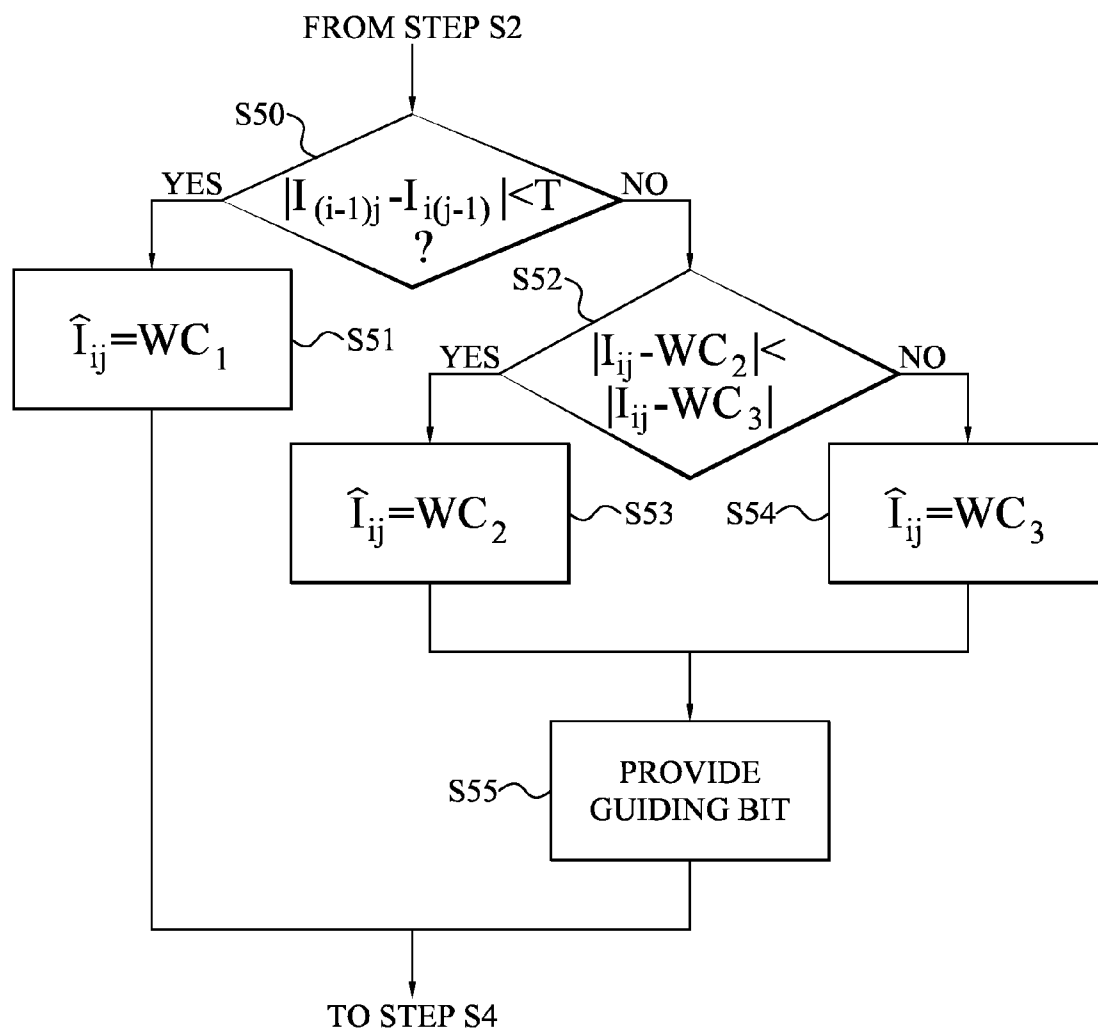 FROM STEP S2
S50
YES
NO
|I(i-1)j-Ii(j-1)|<T
?
S52
Îij=WC1
S51
YES
NO
|Iij-WC2|<
|Iij-WC3|
Îij=WC2
S53
S54
Îij=WC3
S55
PROVIDE
GUIDING BIT
TO STEP S4